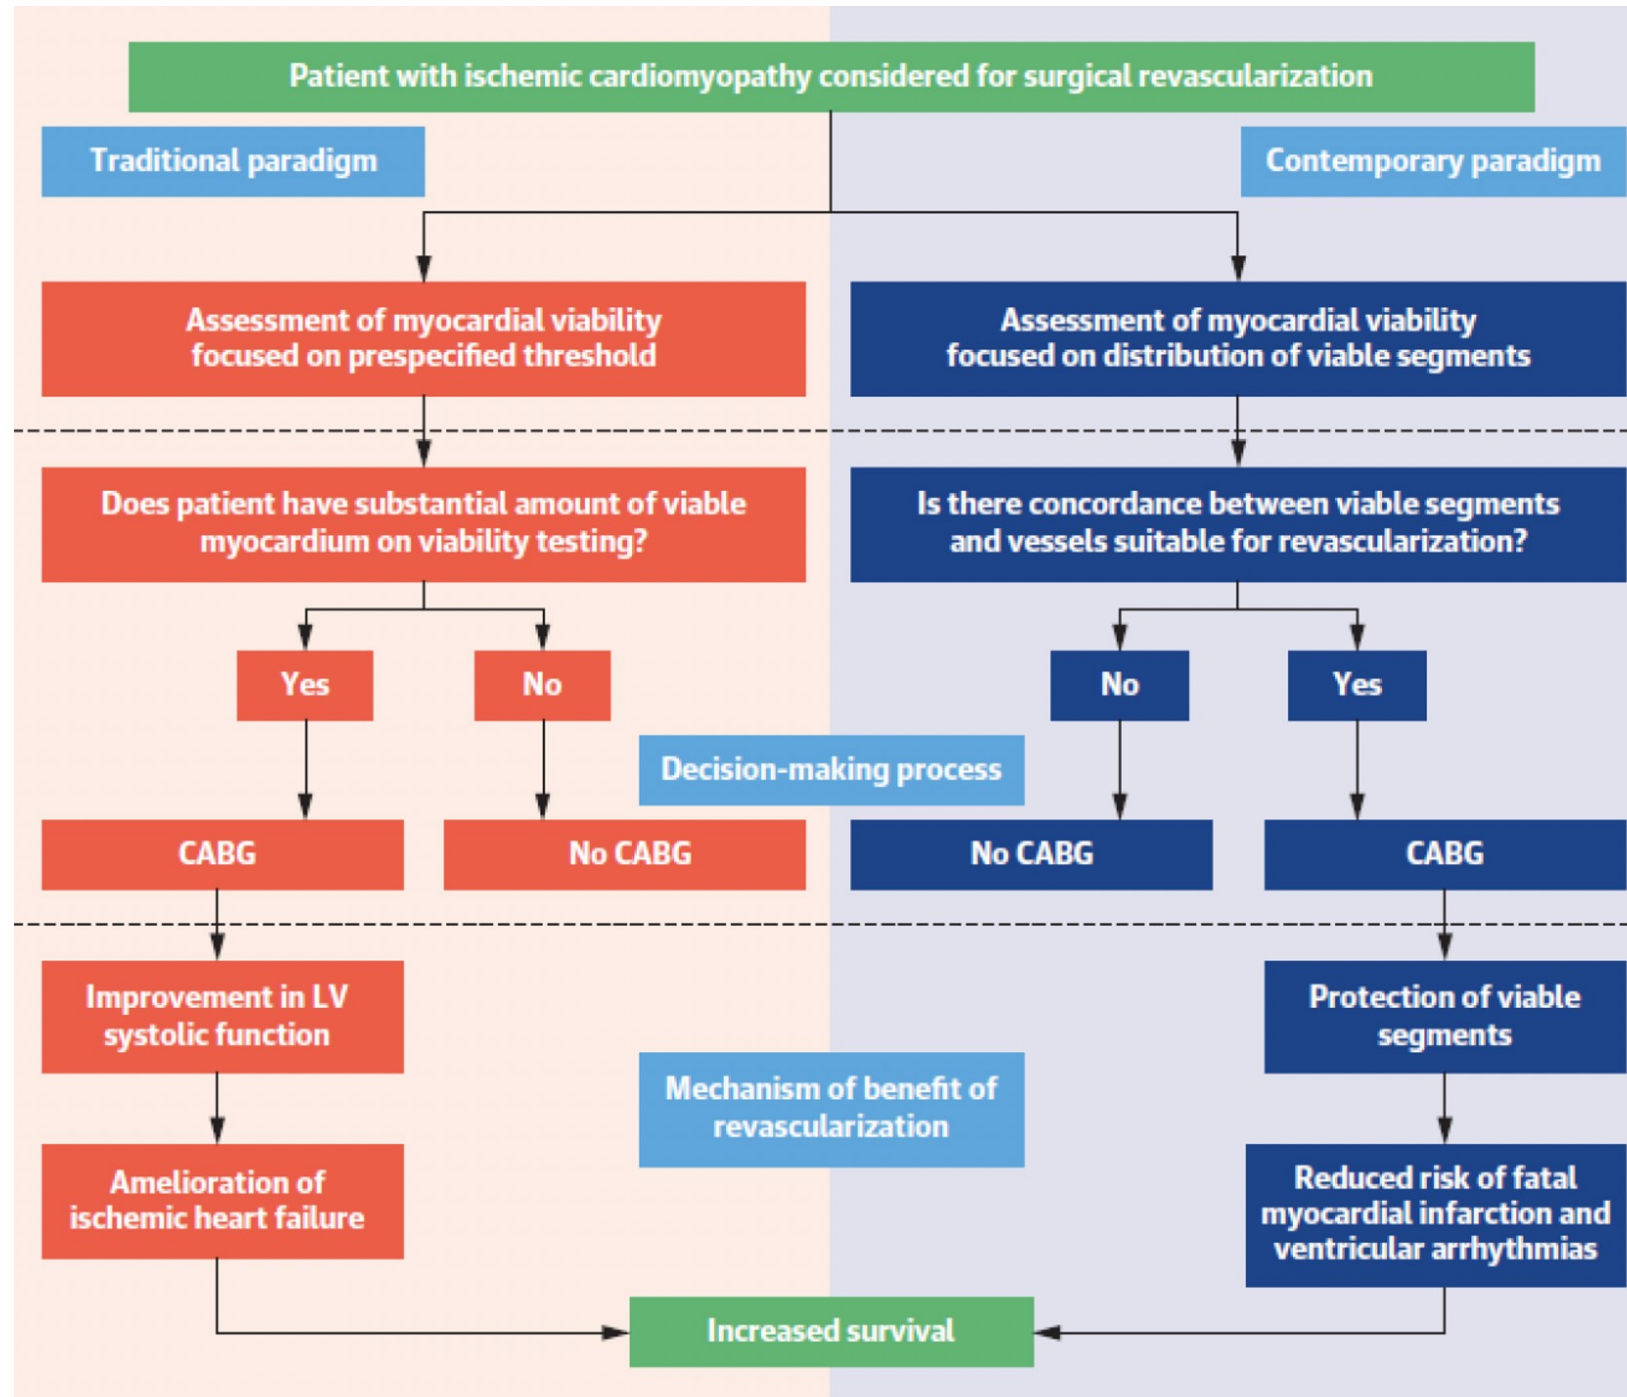 Patient with ischemic cardiomyopathy considered for surgical revascularization
Traditional paradigm
Contemporary paradigm
Assessment of myocardial viability
focused on prespecified threshold
Assessment of myocardial viability
focused on distribution of viable segments
Does patient have substantial amount of viable
myocardium on viability testing?
Is there concordance between viable segments
and vessels suitable for revascularization?
Yes
No
No
Yes
Decision-making process
CABG
No CABG
No CABG
CABG
Improvement in LV
systolic function
Protection of viable
segments
Mechanism of benefit of
revascularization
Amelioration of
ischemic heart failure
Reduced risk of fatal
myocardial infarction and
ventricular arrhythmias
Increased survival